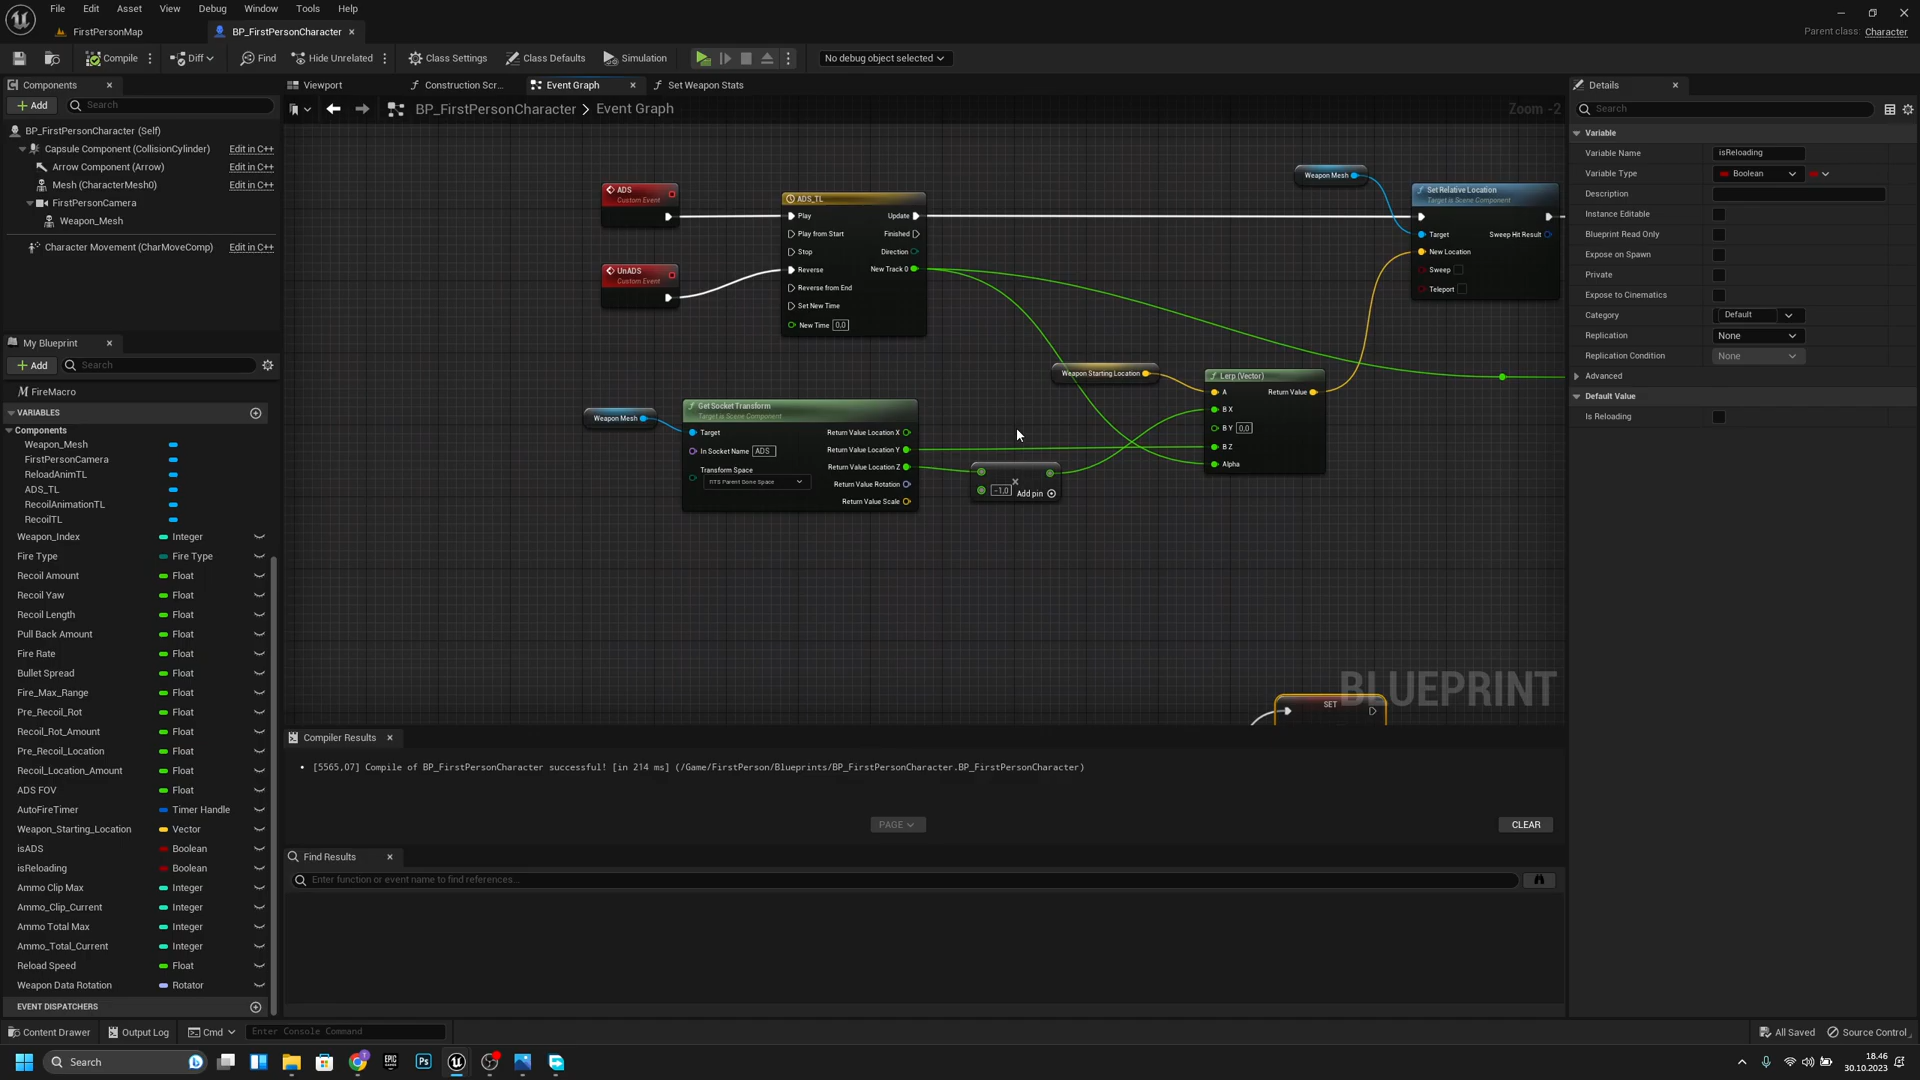 File Edit View Asset Debug Window Tools Help
FirstPersonMap
BP_FirstPersonCharacter
Parent class: Character
Compile
Diff
Find
Hide Unrelated
Class Settings
Class Defaults
Simulation
No debug object selected
Components
Add
Search
BP_FirstPersonCharacter (Self)
Capsule Component (CollisionCylinder) Edit in C++
Arrow Component (Arrow) Edit in C++
Mesh (CharacterMesh0) Edit in C++
FirstPersonCamera
Weapon_Mesh
Character Movement (CharMoveComp) Edit in C++
My Blueprint
Add
Search
FireMacro
VARIABLES
Components
Weapon_Mesh
FirstPersonCamera
ReloadAnimTL
ADS_TL
RecoilAnimationTL
RecoilTL
Weapon_Index Integer
Fire Type Fire Type
Recoil Amount Float
Recoil Yaw Float
Recoil Length Float
Pull Back Amount Float
Fire Rate Float
Bullet Spread Float
Fire_Max_Range Float
Pre_Recoil_Rot Float
Recoil_Rot_Amount Float
Pre_Recoil_Location Float
Recoil_Location_Amount Float
ADS FOV Float
AutoFireTimer Timer Handle
Weapon_Starting_Location Vector
isADS Boolean
isReloading Boolean
Ammo Clip Max Integer
Ammo_Clip_Current Integer
Ammo Total Max Integer
Ammo_Total_Current Integer
Reload Speed Float
Weapon Data Rotation Rotator
EVENT DISPATCHERS
Viewport
Construction Scr...
Event Graph
Set Weapon Stats
BP_FirstPersonCharacter > Event Graph
Zoom -2
ADS
Custom Event
UnADS
Custom Event
ADS_TL
Play Update
Play from Start Finished
Stop Direction
Reverse New Track 0
Reverse from End
Set New Time
New Time 0,0
Weapon Mesh
Set Relative Location
Target is Scene Component
Target Sweep Hit Result
New Location
Sweep
Teleport
Weapon Starting Location
Lerp (Vector)
A Return Value
B X
B Y 0,0
B Z
Alpha
Weapon Mesh
Get Socket Transform
Target is Scene Component
Target Return Value Location X
In Socket Name ADS Return Value Location Y
Transform Space Return Value Location Z
RTS Parent Bone Space Return Value Rotation
Return Value Scale
-1,0 Add pin
SET
BLUEPRINT
Compiler Results
[5565,07] Compile of BP_FirstPersonCharacter successful! [in 214 ms] (/Game/FirstPerson/Blueprints/BP_FirstPersonCharacter.BP_FirstPersonCharacter)
PAGE
CLEAR
Find Results
Enter function or event name to find references...
Details
Search
Variable
Variable Name isReloading
Variable Type Boolean
Description
Instance Editable
Blueprint Read Only
Expose on Spawn
Private
Expose to Cinematics
Category Default
Replication None
Replication Condition None
Advanced
Default Value
Is Reloading
Content Drawer
Output Log
Cmd
Enter Console Command
All Saved
Source Control
Search
EPIC
Ps
18.46
30.10.2023